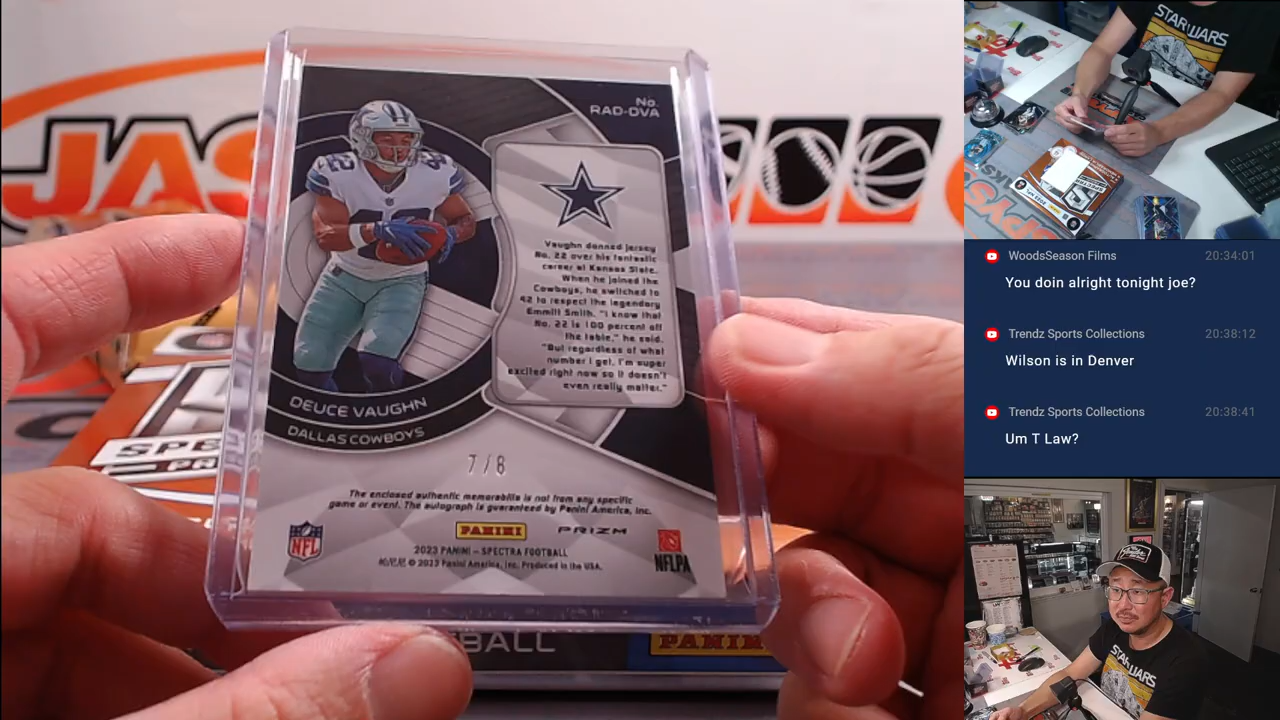 JAS
No.
RAD-DVA
Vaughn donned jersey
No. 22 over his fantastic
career at Kansas State.
When he joined the
Cowboys, he switched to
42 to respect the legendary
Emmitt Smith. "I know that
No. 22 is 100 percent off
the table," he said.
"But regardless of what
number I get, I'm super
excited right now so it doesn't
even really matter."
DEUCE VAUGHN
DALLAS COWBOYS
7/8
The enclosed authentic memorabilia is not from any specific
game or event. The autograph is guaranteed by Panini America, Inc.
PANINI PRIZM
NFL
2023 PANINI – SPECTRA FOOTBALL
© 2023 Panini America, Inc. Produced in the USA.
NFLPA
PANINI
STAR WARS
WoodsSeason Films 20:34:01
You doin alright tonight joe?
Trendz Sports Collections 20:38:12
Wilson is in Denver
Trendz Sports Collections 20:38:41
Um T Law?
STAR WARS